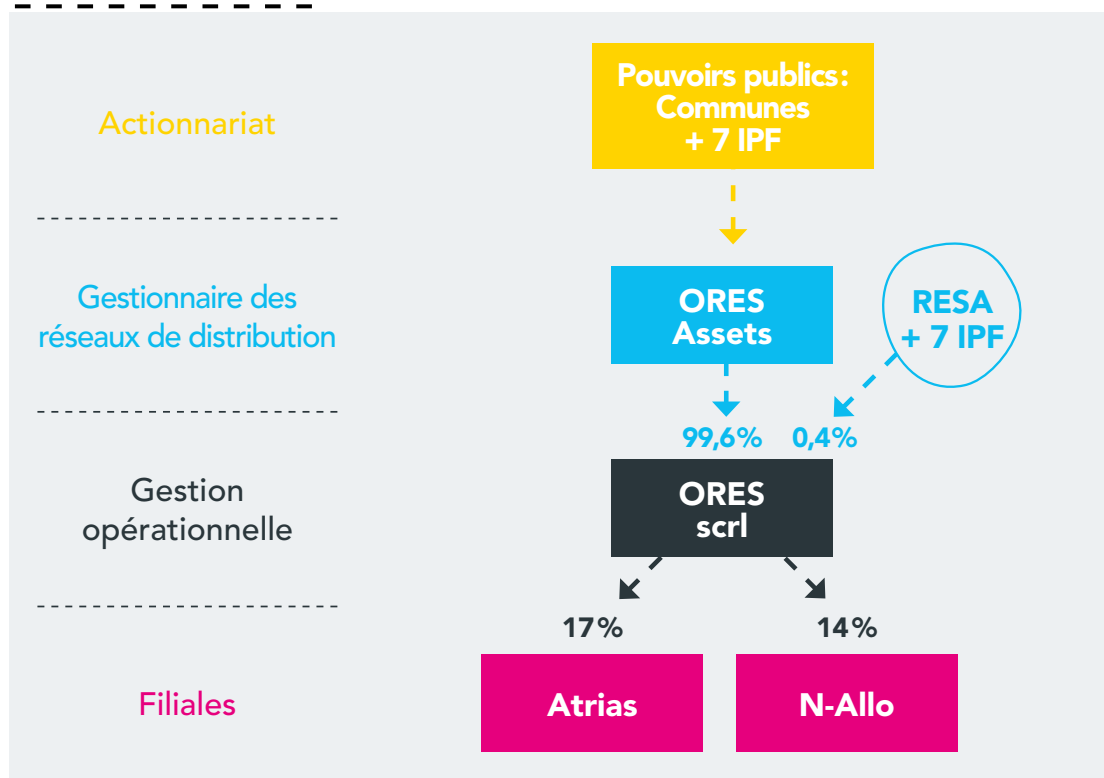 Actionnariat
Pouvoirs publics:
Communes
+ 7 IPF
Gestionnaire des
réseaux de distribution
ORES
Assets
RESA
+ 7 IPF
99,6%
0,4%
Gestion
opérationnelle
ORES
scrl
17%
14%
Filiales
Atrias
N-Allo